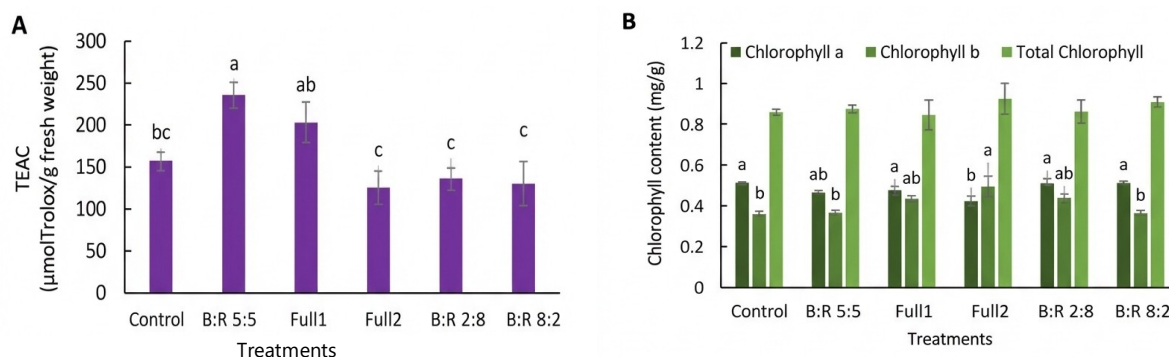 A
TEAC
(μmolTrolox/g fresh weight)
300
250
200
150
100
50
0
bc
a
ab
c
c
c
Control B:R 5:5 Full1 Full2 B:R 2:8 B:R 8:2
Treatments
B
Chlorophyll content (mg/g)
1.2
1
0.8
0.6
0.4
0.2
0
Chlorophyll a Chlorophyll b Total Chlorophyll
a b ab b a ab b a a ab a b
Control B:R 5:5 Full1 Full2 B:R 2:8 B:R 8:2
Treatments